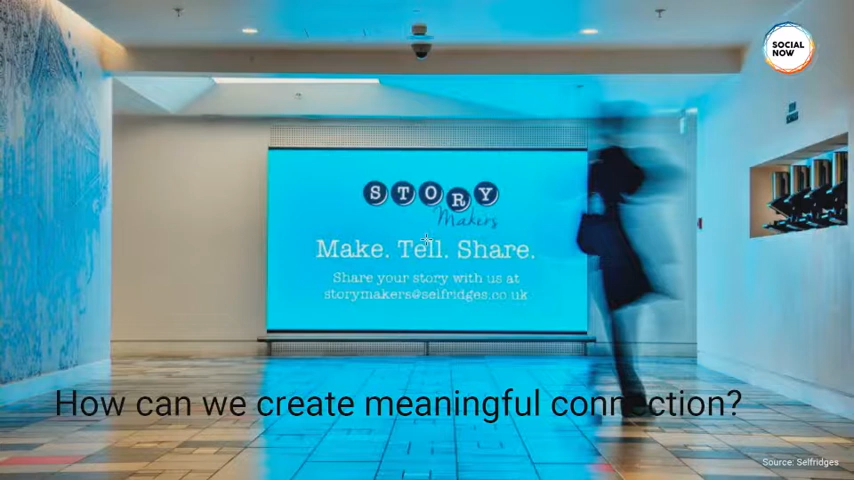 SOCIAL
NOW
STORY
Makers
Make. Tell. Share.
Share your story with us at
storymakers@selfridges.co.uk
How can we create meaningful connection?
Source: Selfridges